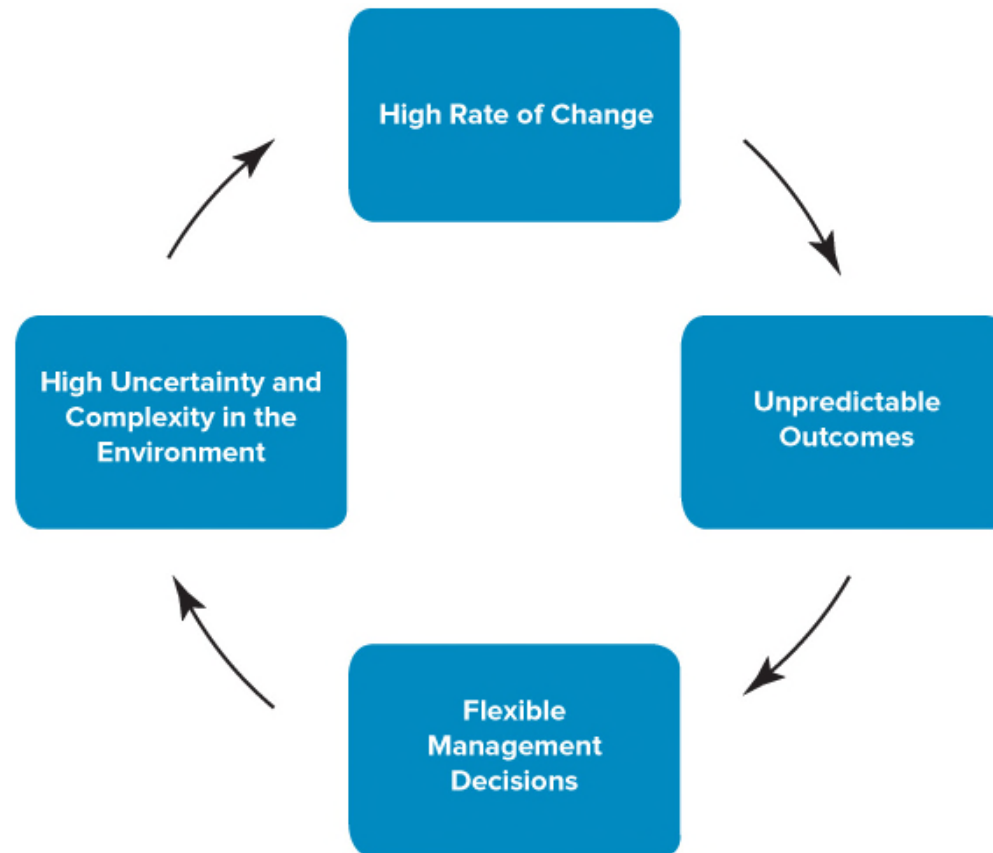 High Rate of Change
High Uncertainty and
Complexity in the
Environment
Unpredictable
Outcomes
Flexible
Management
Decisions